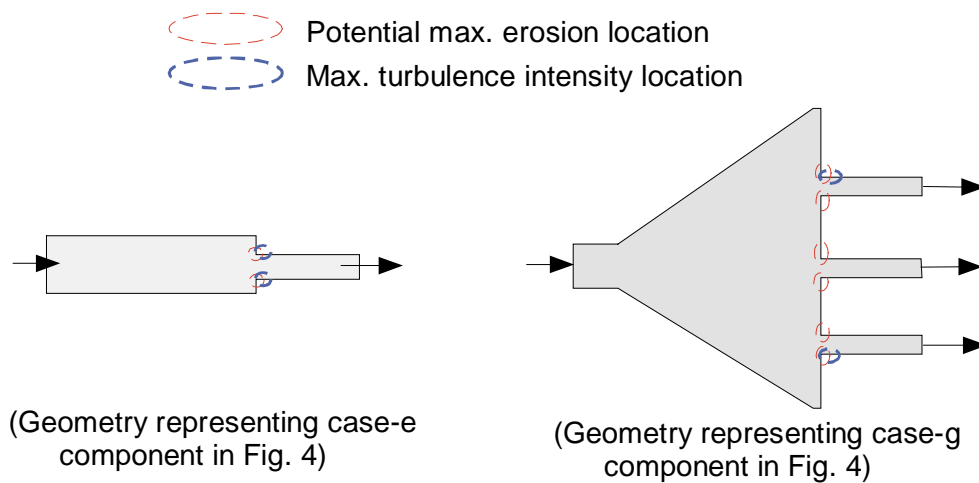 Potential max. erosion location
Max. turbulence intensity location
(Geometry representing case-e
component in Fig. 4)
(Geometry representing case-g
component in Fig. 4)